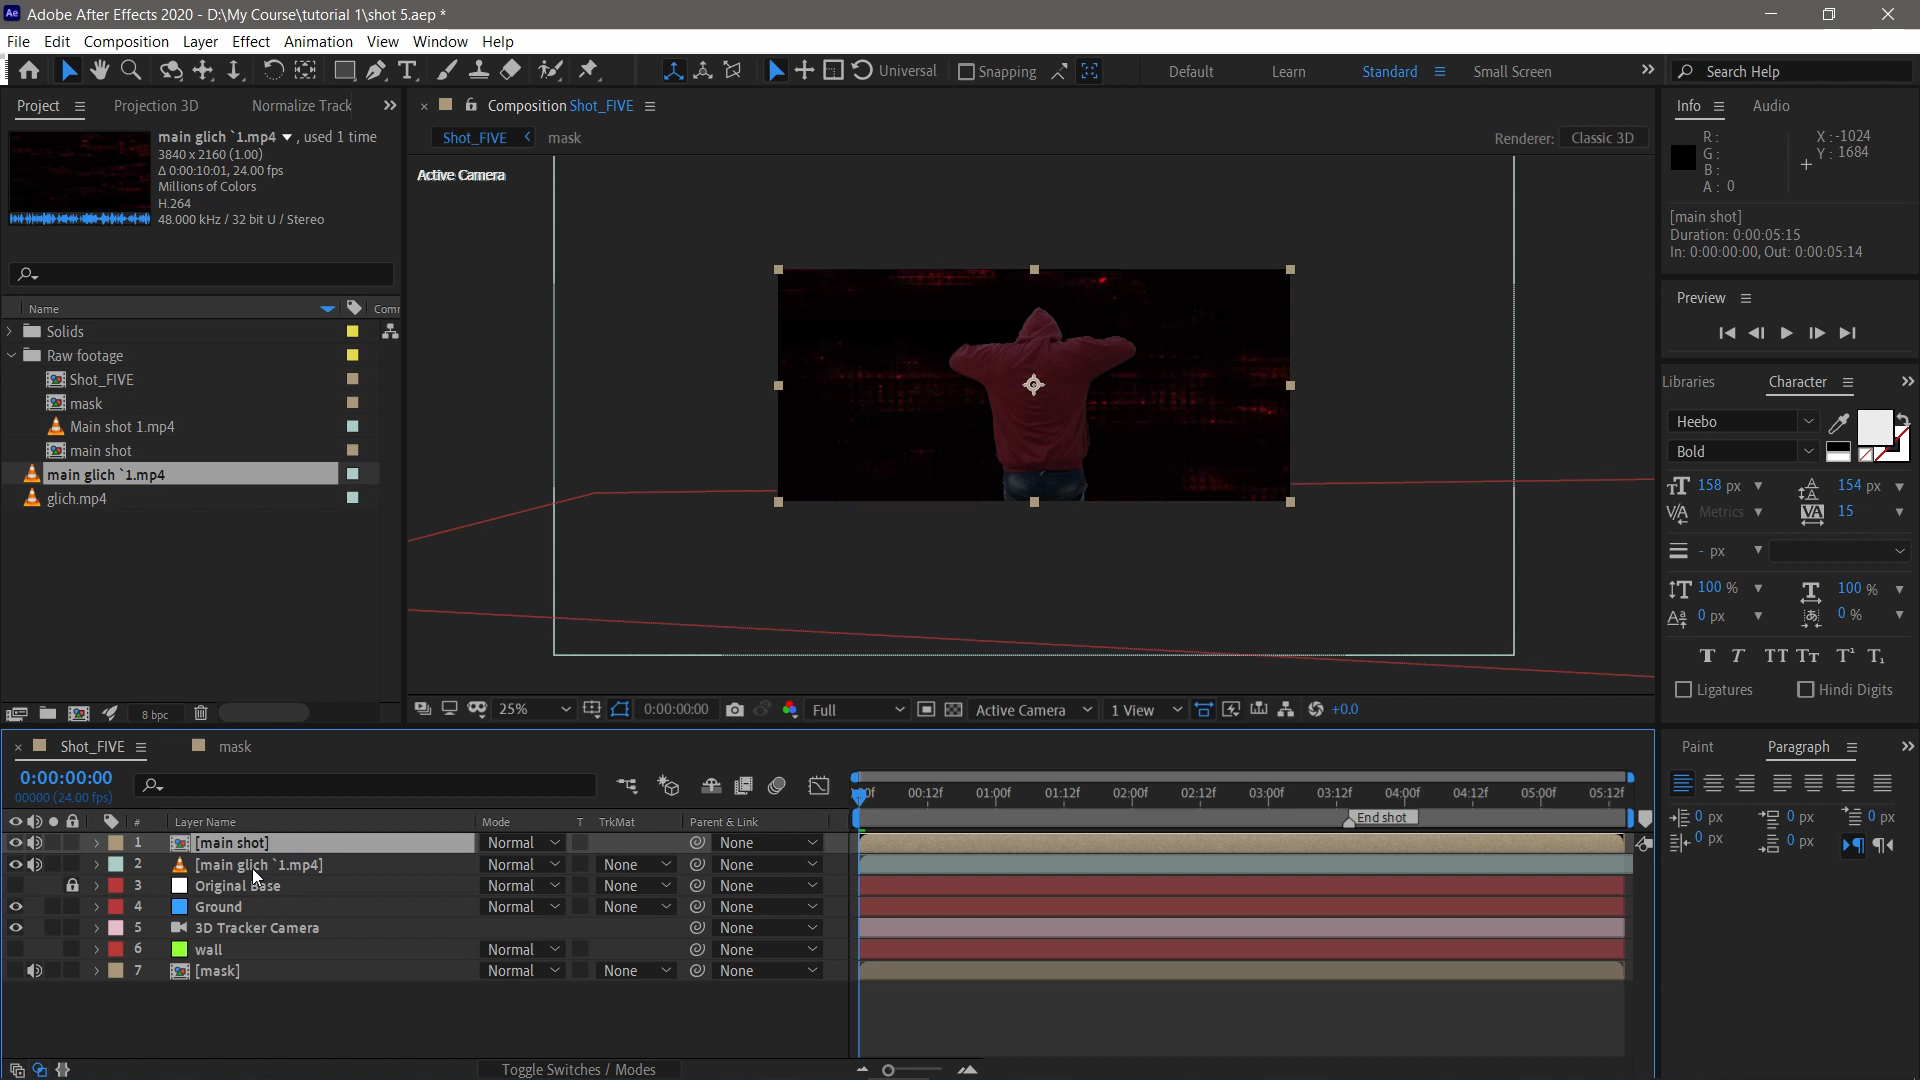 Adobe After Effects 2020 - D:\My Course\tutorial 1\shot 5.aep *
File Edit Composition Layer Effect Animation View Window Help
Universal Snapping Default Learn Standard Small Screen Search Help
Project Projection 3D Normalize Track
main glich `1.mp4 , used 1 time
3840 x 2160 (1.00)
Δ 0:00:10:01, 24.00 fps
Millions of Colors
H.264
48.000 kHz / 32 bit U / Stereo
Name Comm
Solids
Raw footage
Shot_FIVE
mask
Main shot 1.mp4
main shot
main glich `1.mp4
glich.mp4
8 bpc
Composition Shot_FIVE
Shot_FIVE mask
Renderer: Classic 3D
Active Camera
25% 0:00:00:00 Full Active Camera 1 View +0.0
Info Audio
R :
G :
B :
A : 0
X : -1024
Y : 1684
[main shot]
Duration: 0:00:05:15
In: 0:00:00:00, Out: 0:00:05:14
Preview
Libraries Character
Heebo
Bold
158 px 154 px
Metrics 15
- px
100 % 100 %
0 px 0 %
Ligatures Hindi Digits
Paint Paragraph
0 px 0 px 0 px
0 px 0 px
Shot_FIVE mask
0:00:00:00
00000 (24.00 fps)
# Layer Name Mode T TrkMat Parent & Link
1 [main shot] Normal None
2 [main glich `1.mp4] Normal None None
3 Original Base Normal None None
4 Ground Normal None None
5 3D Tracker Camera None
6 wall Normal None
7 [mask] Normal None None
00:12f 01:00f 01:12f 02:00f 02:12f 03:00f 03:12f 04:00f 04:12f 05:00f 05:12f
End shot
Toggle Switches / Modes